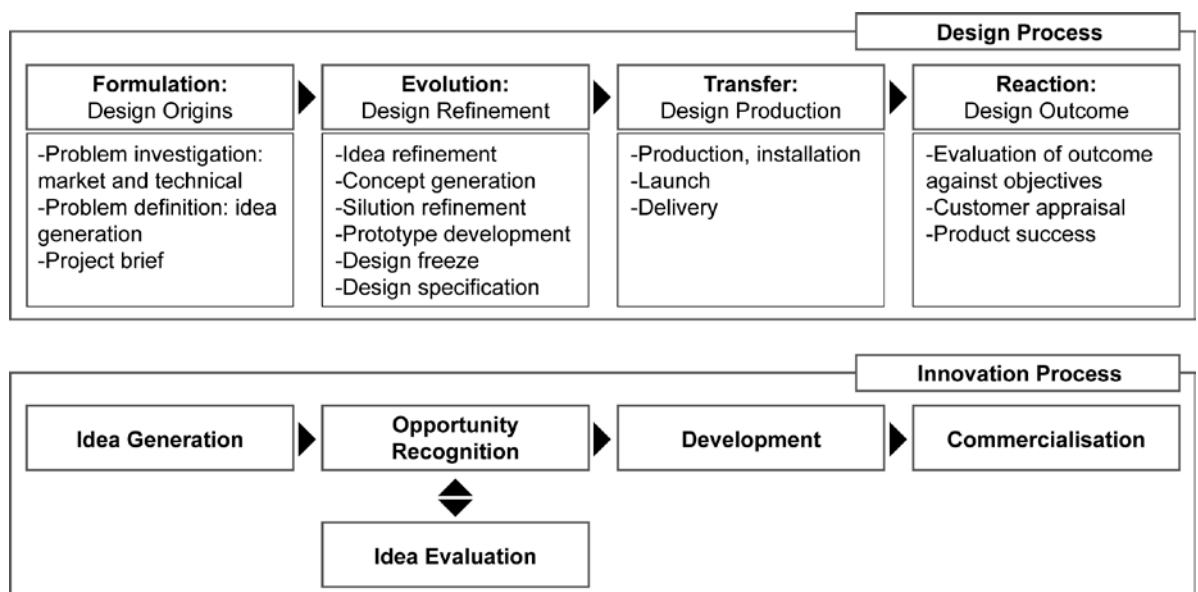 Design Process
Formulation:
Design Origins
-Problem investigation:
market and technical
-Problem definition: idea
generation
-Project brief
Evolution:
Design Refinement
-Idea refinement
-Concept generation
-Silution refinement
-Prototype development
-Design freeze
-Design specification
Transfer:
Design Production
-Production, installation
-Launch
-Delivery
Reaction:
Design Outcome
-Evaluation of outcome
against objectives
-Customer appraisal
-Product success
Innovation Process
Idea Generation
Opportunity
Recognition
Idea Evaluation
Development
Commercialisation